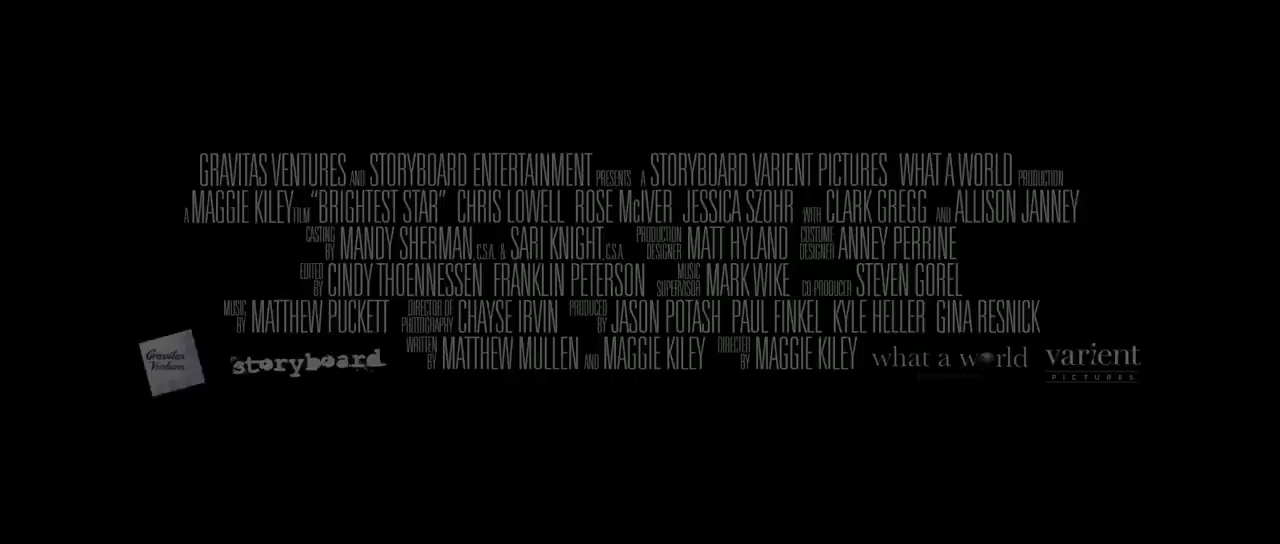 GRAVITAS VENTURES AND STORYBOARD ENTERTAINMENT PRESENTS A STORYBOARD VARIENT PICTURES WHAT A WORLD PRODUCTION
A MAGGIE KILEY FILM "BRIGHTEST STAR" CHRIS LOWELL ROSE McIVER JESSICA SZOHR WITH CLARK GREGG AND ALLISON JANNEY
CASTING BY MANDY SHERMAN, C.S.A. & SARI KNIGHT, C.S.A. PRODUCTION DESIGNER MATT HYLAND COSTUME DESIGNER ANNEY PERRINE
EDITED BY CINDY THOENNESSEN FRANKLIN PETERSON MUSIC SUPERVISOR MARK WIKE CO-PRODUCER STEVEN GOREL
MUSIC BY MATTHEW PUCKETT DIRECTOR OF PHOTOGRAPHY CHAYSE IRVIN PRODUCED BY JASON POTASH PAUL FINKEL KYLE HELLER GINA RESNICK
WRITTEN BY MATTHEW MULLEN AND MAGGIE KILEY DIRECTED BY MAGGIE KILEY
Gravitas Ventures
storyboard
what a world
varient
PICTURES